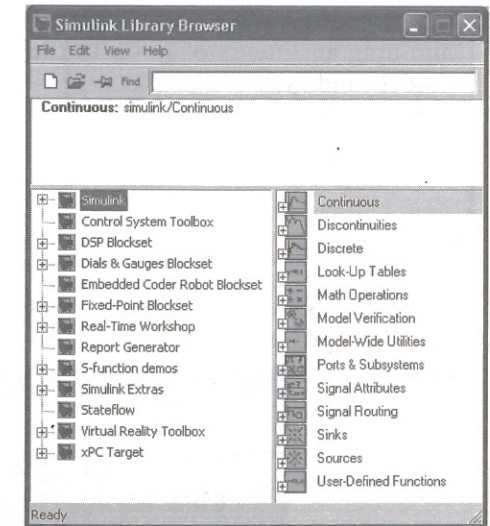 Simulink Library Browser
File Edit View Help
Find
Continuous: simulink/Continuous
Simulink
Control System Toolbox
DSP Blockset
Dials & Gauges Blockset
Embedded Coder Robot Blockset
Fixed-Point Blockset
Real-Time Workshop
Report Generator
S-function demos
Simulink Extras
Stateflow
Virtual Reality Toolbox
xPC Target
Continuous
Discontinuities
Discrete
Look-Up Tables
Math Operations
Model Verification
Model-Wide Utilities
Ports & Subsystems
Signal Attributes
Signal Routing
Sinks
Sources
User-Defined Functions
Ready